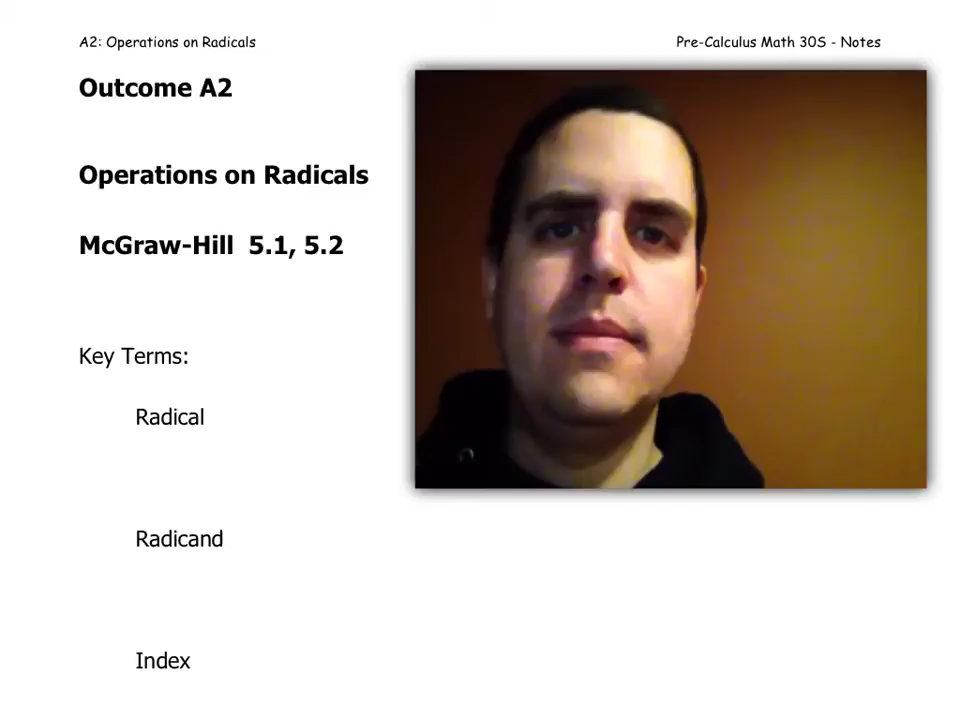 A2: Operations on Radicals
Pre-Calculus Math 30S - Notes
Outcome A2
Operations on Radicals
McGraw-Hill 5.1, 5.2
Key Terms:
Radical
Radicand
Index